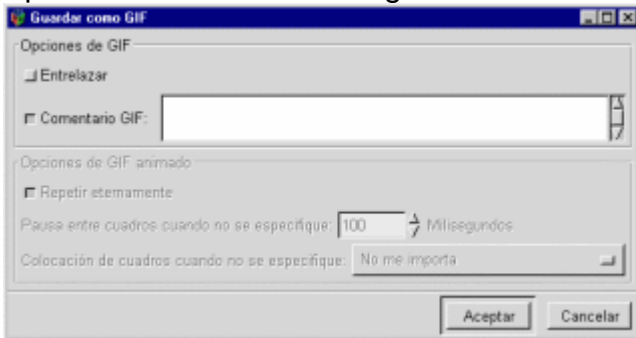 Guardar como GIF
Opciones de GIF
Entrelazar
Comentario GIF:
Opciones de GIF animado
Repetir eternamente
Pausa entre cuadros cuando no se especifique: 100 Milisegundos
Colocación de cuadros cuando no se especifique: No me importa
Aceptar Cancelar